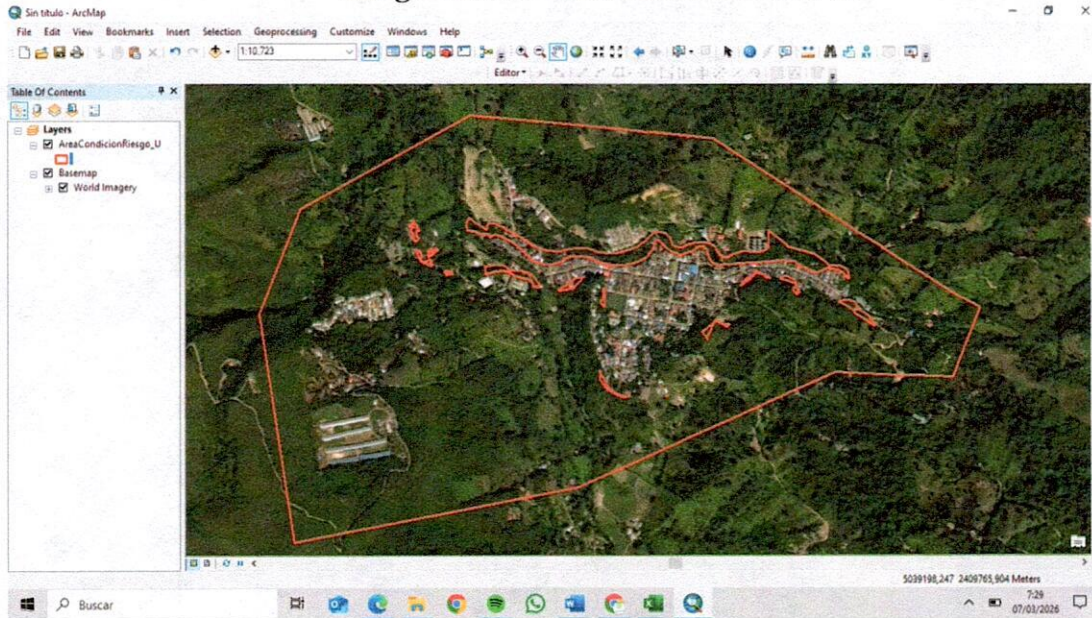 Sin título - ArcMap
File Edit View Bookmarks Insert Selection Geoprocessing Customize Windows Help
1:10.723
Editor
Table Of Contents
Layers
AreaCondicionRiesgo_U
Basemap
World Imagery
5039198,247 2409765,904 Meters
Buscar
7:29
07/03/2026